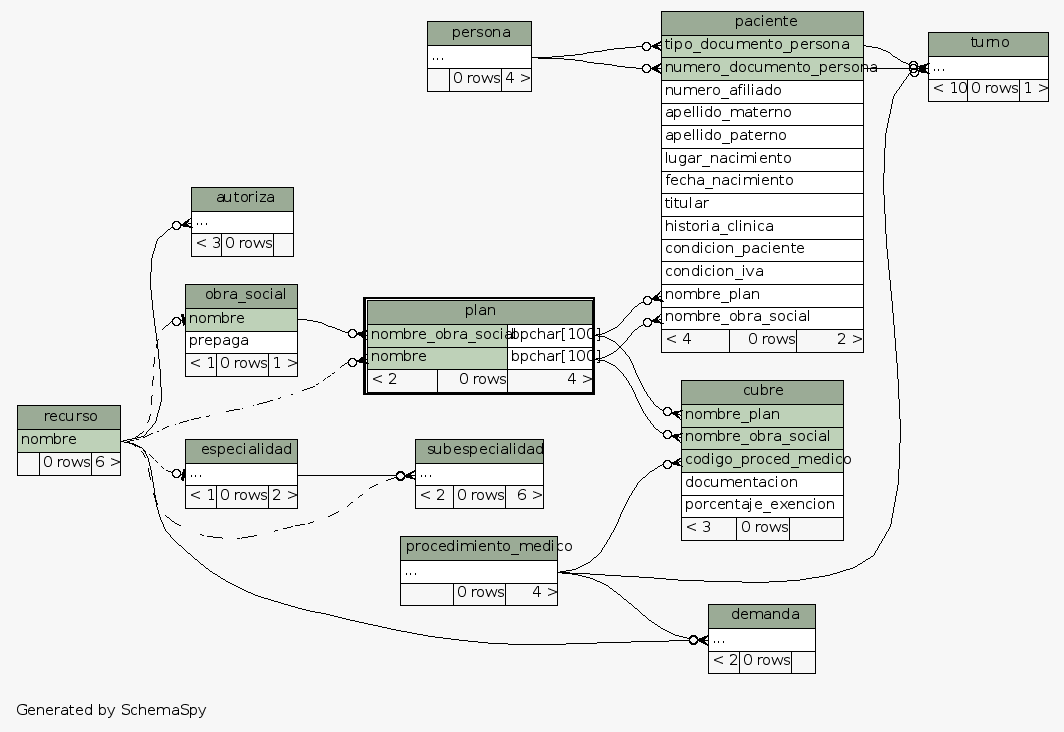 persona
...
0 rows 4 >
paciente
tipo_documento_persona
numero_documento_persona
numero_afiliado
apellido_materno
apellido_paterno
lugar_nacimiento
fecha_nacimiento
titular
historia_clinica
condicion_paciente
condicion_iva
nombre_plan
nombre_obra_social
< 4 0 rows 2 >
turno
...
< 10 0 rows 1 >
autoriza
...
< 3 0 rows
obra_social
nombre
prepaga
< 1 0 rows 1 >
plan
nombre_obra_social bpchar[100]
nombre bpchar[100]
< 2 0 rows 4 >
cubre
nombre_plan
nombre_obra_social
codigo_proced_medico
documentacion
porcentaje_exencion
< 3 0 rows
recurso
nombre
0 rows 6 >
especialidad
...
< 1 0 rows 2 >
subespecialidad
...
< 2 0 rows 6 >
procedimiento_medico
...
0 rows 4 >
demanda
...
< 2 0 rows
Generated by SchemaSpy